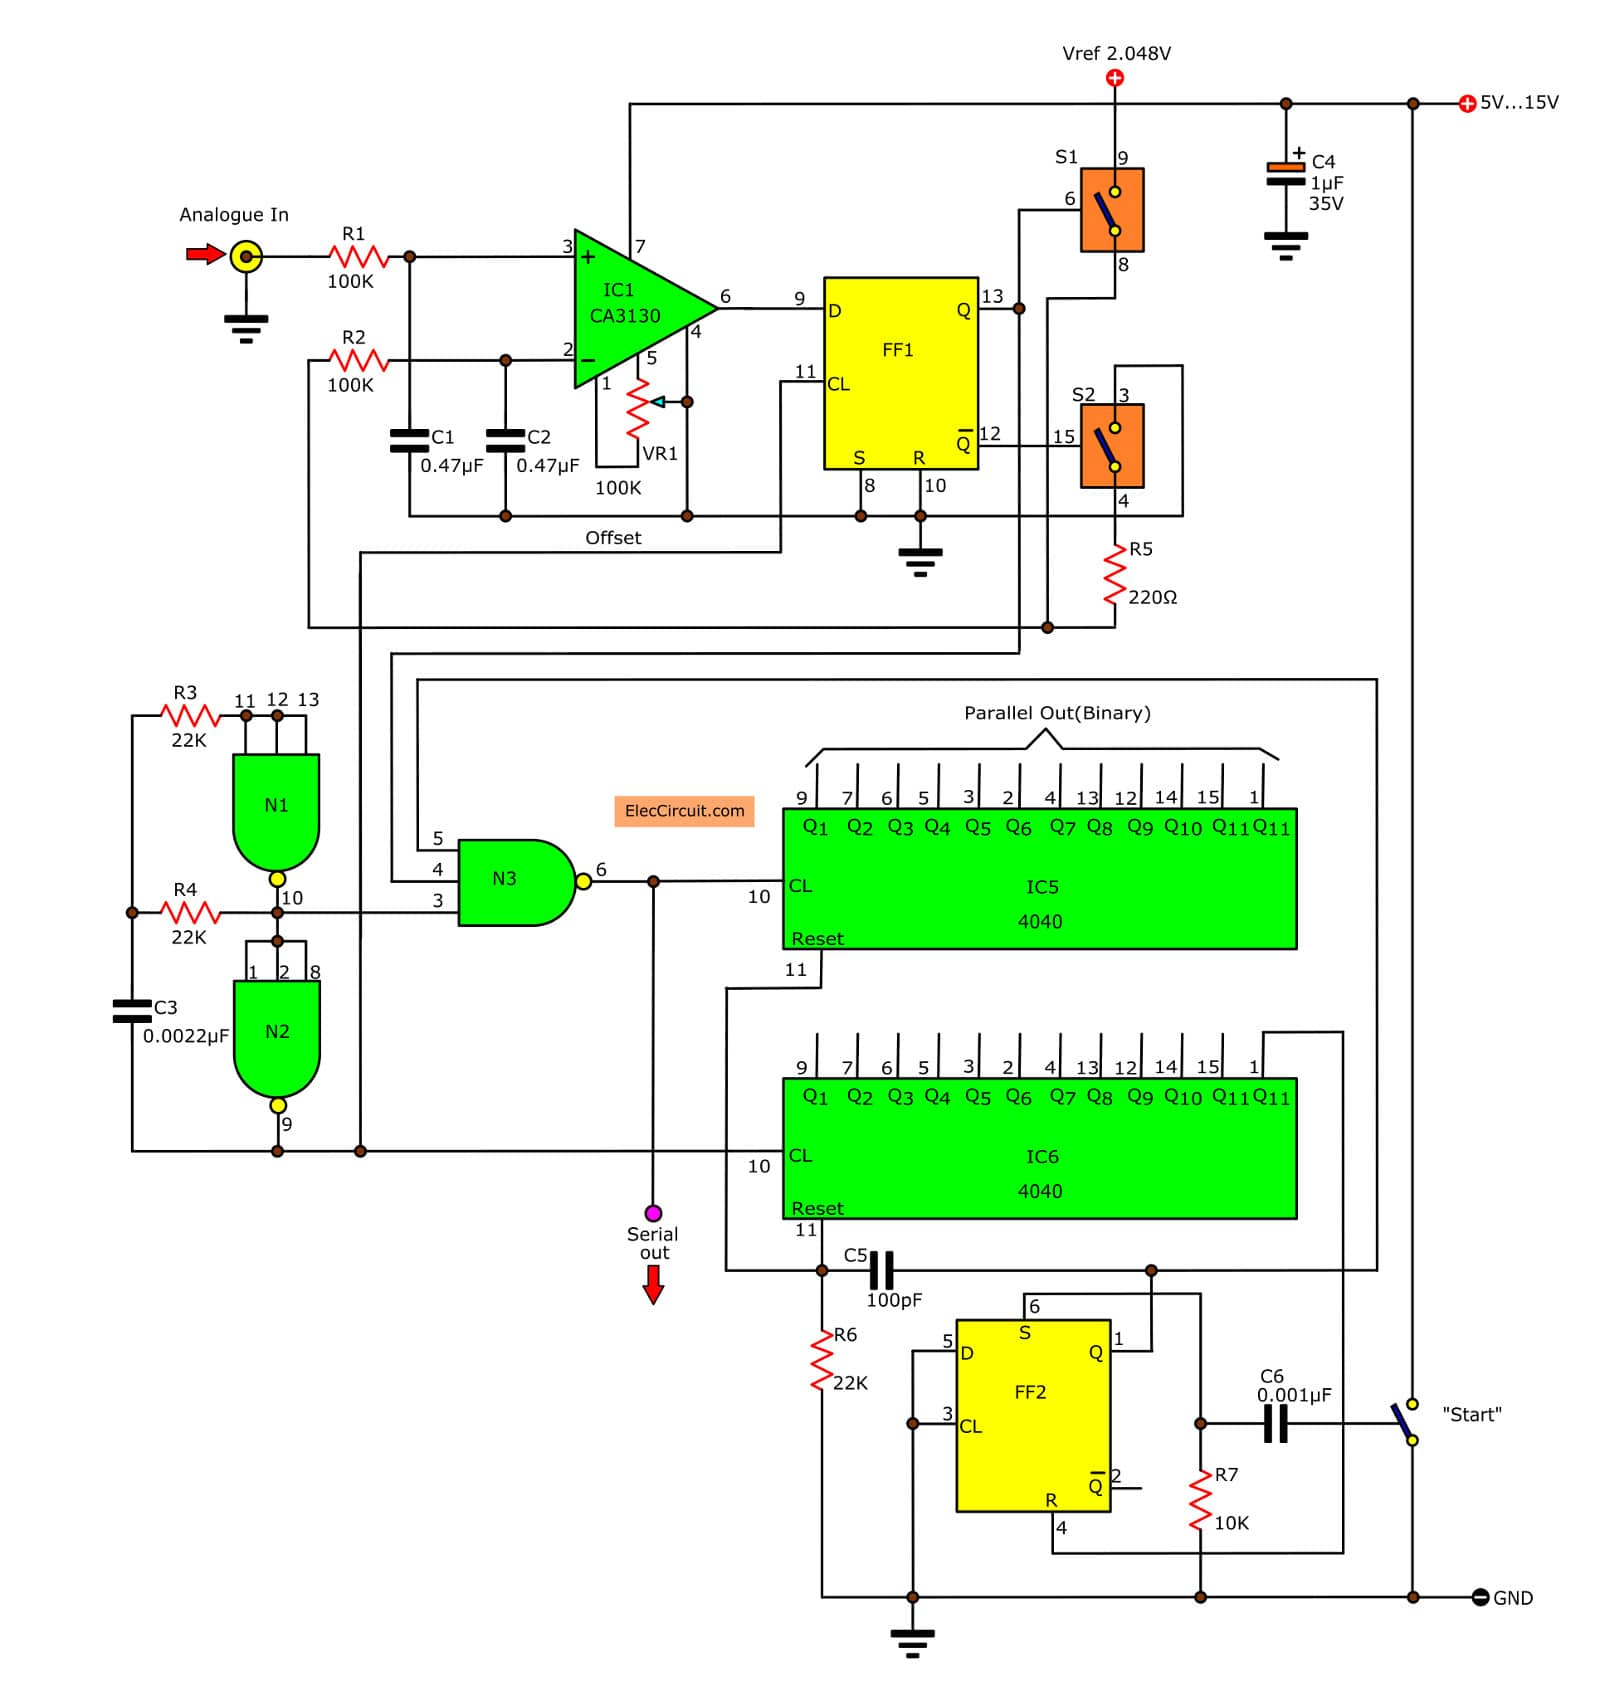 Vref 2.048V
5V...15V
S1
9
6
8
+
C4
1µF
35V
Analogue In
R1
100K
3
+
7
IC1
CA3130
6
4
R2
100K
2
−
1
5
VR1
100K
C1
0.47µF
C2
0.47µF
Offset
9
D
Q
13
FF1
11
CL
Q
12
S
R
8
10
S2
3
15
4
R5
220Ω
R3
22K
11
12
13
N1
10
R4
22K
1
2
8
N2
9
C3
0.0022µF
ElecCircuit.com
5
4
3
N3
6
Parallel Out(Binary)
9 7 6 5 3 2 4 13 12 14 15 1
Q1 Q2 Q3 Q4 Q5 Q6 Q7 Q8 Q9 Q10 Q11 Q11
10
CL
IC5
4040
Reset
11
9 7 6 5 3 2 4 13 12 14 15 1
Q1 Q2 Q3 Q4 Q5 Q6 Q7 Q8 Q9 Q10 Q11 Q11
10
CL
IC6
4040
Reset
11
Serial
out
C5
100pF
R6
22K
6
S
5
D
Q
1
FF2
3
CL
Q
2
R
4
C6
0.001µF
"Start"
R7
10K
GND